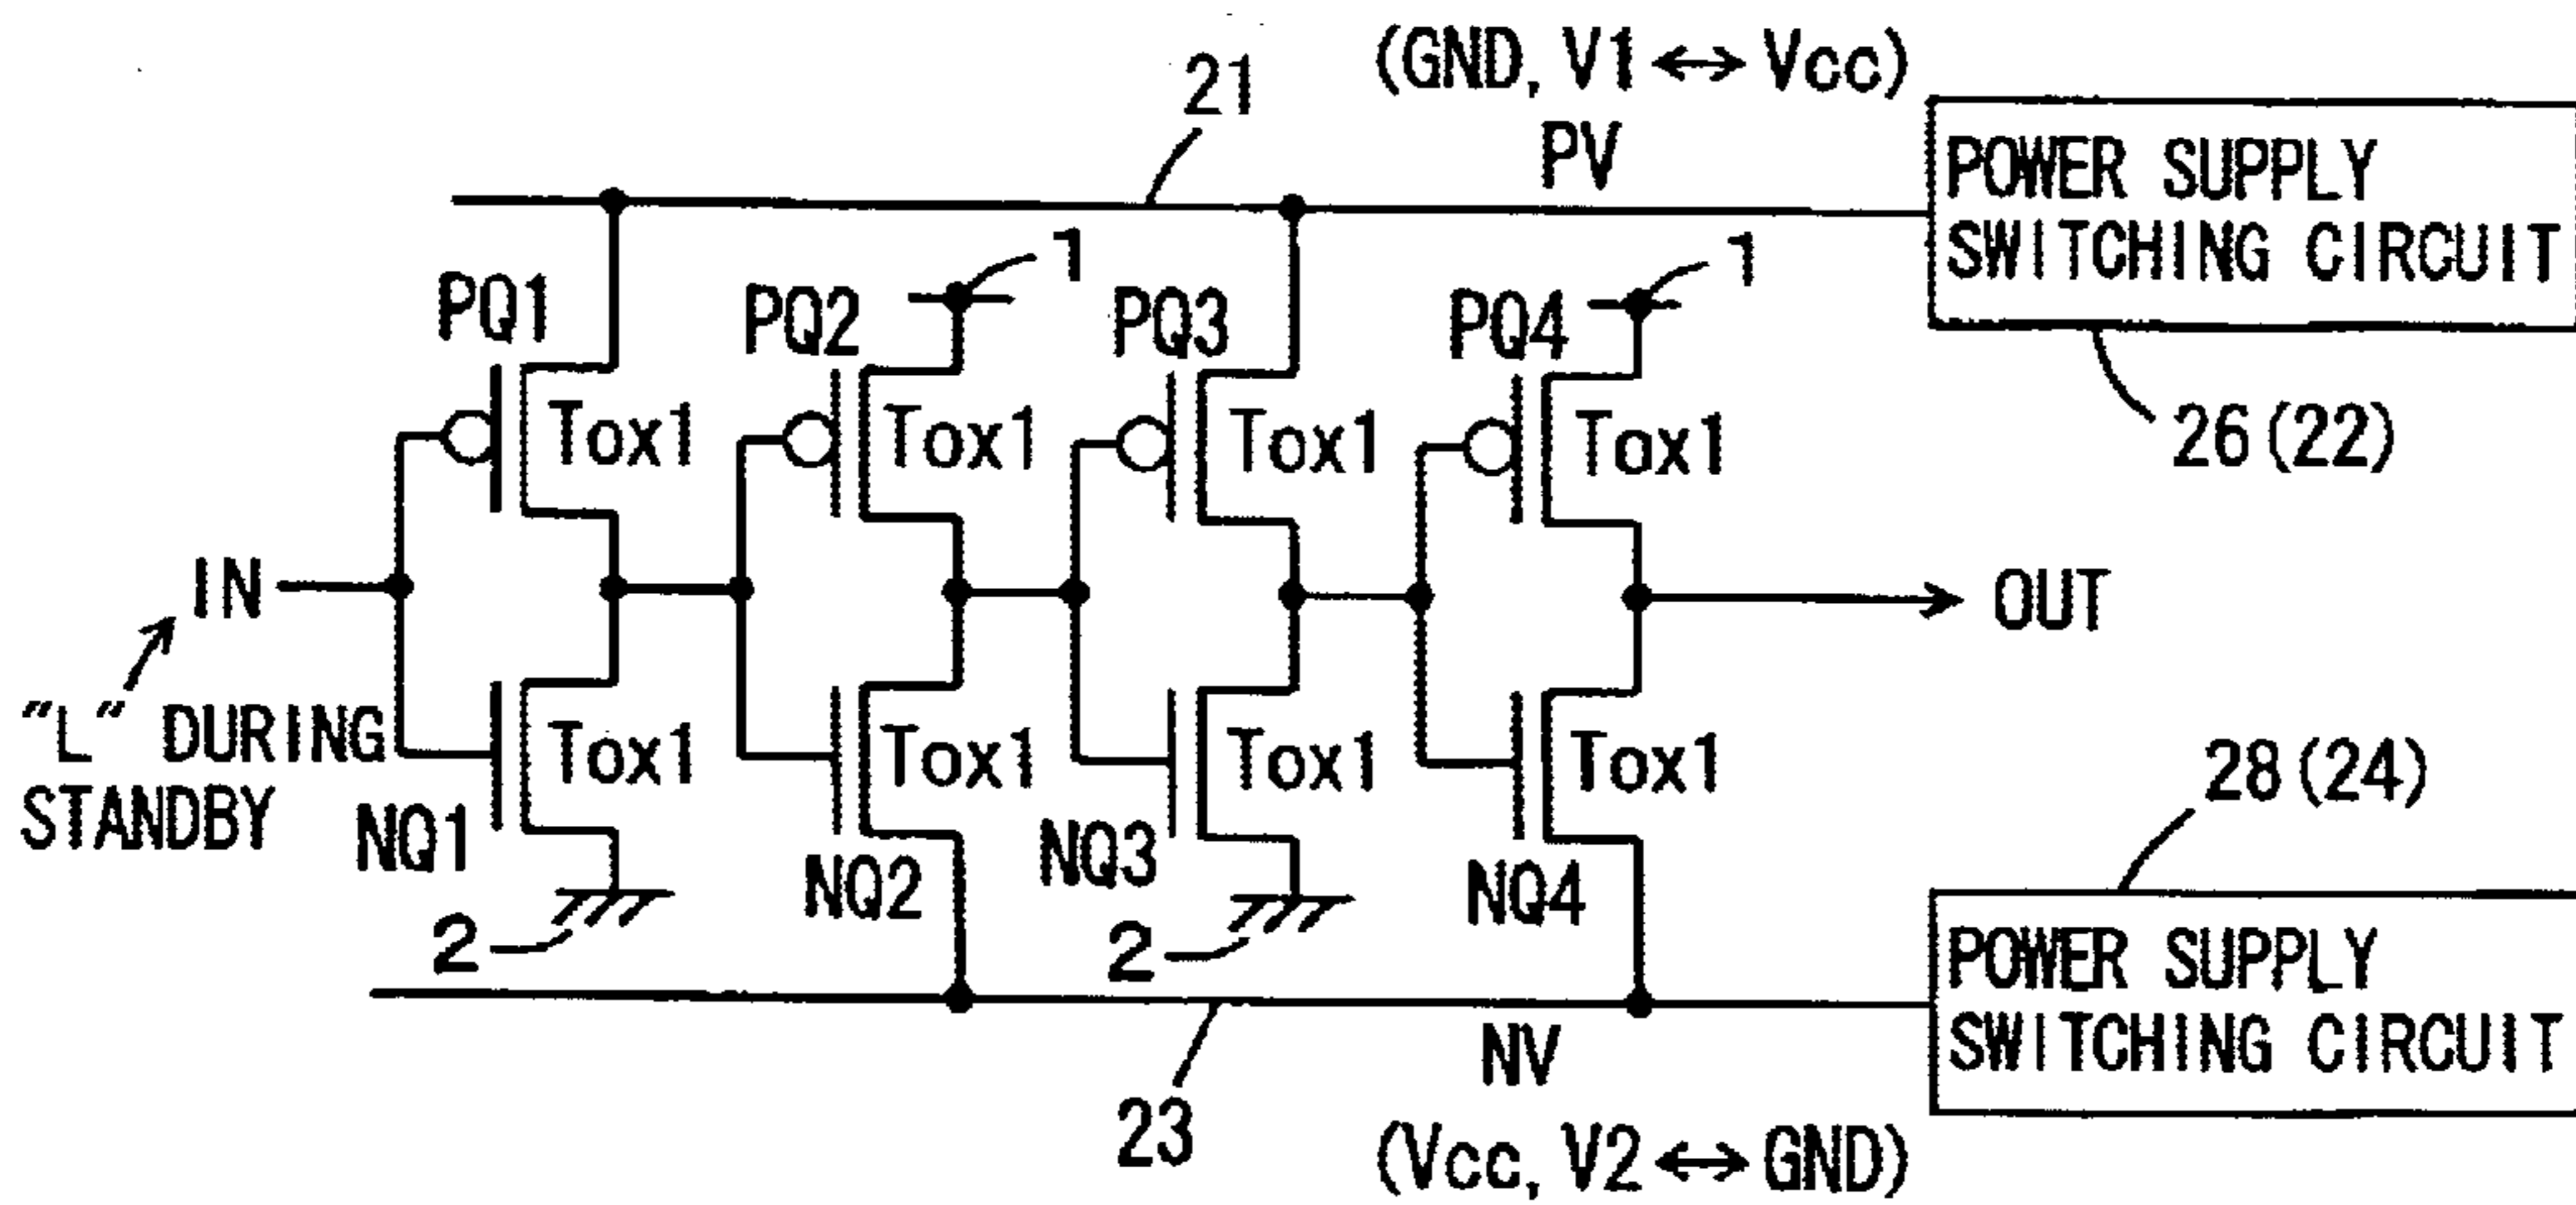 (GND, V1 ↔ Vcc)
21
PV
POWER SUPPLY
SWITCHING CIRCUIT
26(22)
1
1
PQ1
PQ2
PQ3
PQ4
Tox1
Tox1
Tox1
Tox1
IN
OUT
"L" DURING
STANDBY
Tox1
Tox1
Tox1
Tox1
NQ1
NQ2
NQ3
NQ4
28(24)
2
2
POWER SUPPLY
SWITCHING CIRCUIT
23
NV
(Vcc, V2 ↔ GND)